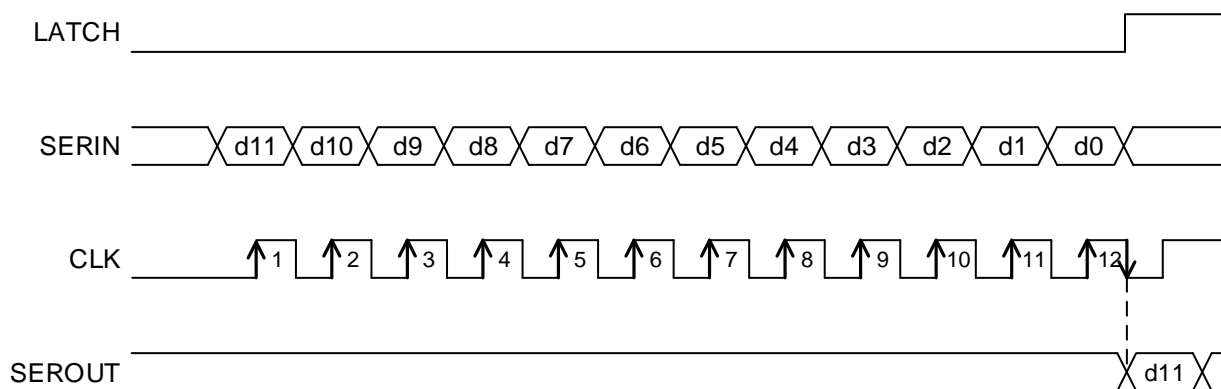 LATCH
SERIN d11 d10 d9 d8 d7 d6 d5 d4 d3 d2 d1 d0
CLK 1 2 3 4 5 6 7 8 9 10 11 12
SEROUT d11